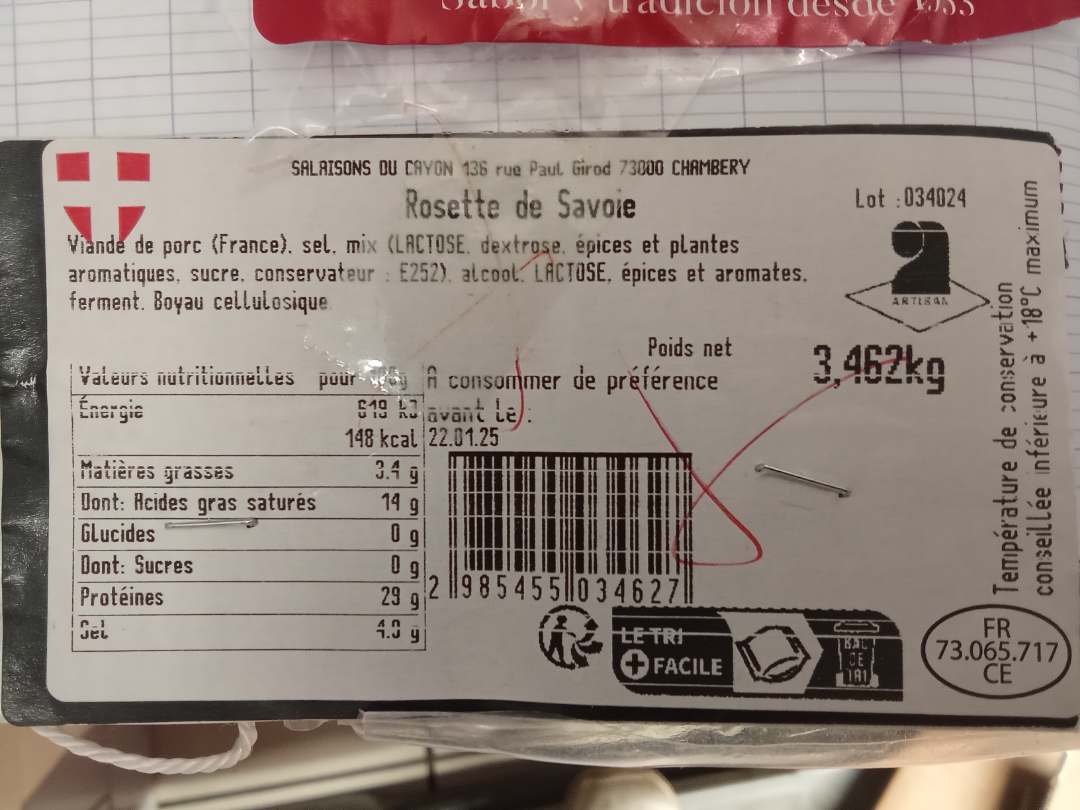 Sabor y tradición desde
SALAISONS DU CAYON 136 rue Paul Girod 73000 CHAMBERY
Rosette de Savoie
Lot :034024
Viande de porc (France). sel. mix (LACTOSE. dextrose. épices et plantes
aromatiques. sucre. conservateur : E252). alcool. LACTOSE. épices et aromates.
ferment. Boyau cellulosique
ARTISAN
Poids net
3,462kg
Valeurs nutritionnelles pour
Énergie 619 kJ
148 kcal
Matières grasses 3.4 g
Dont: Acides gras saturés 14 g
Glucides 0 g
Dont: Sucres 0 g
Protéines 29 g
Sel 4.9 g
A consommer de préférence
avant le :
22.01.25
2 985455 034627
LE TRI
+ FACILE
BAC
DE
TRI
Température de conservation
conseillée inférieure à +18°C maximum
FR
73.065.717
CE